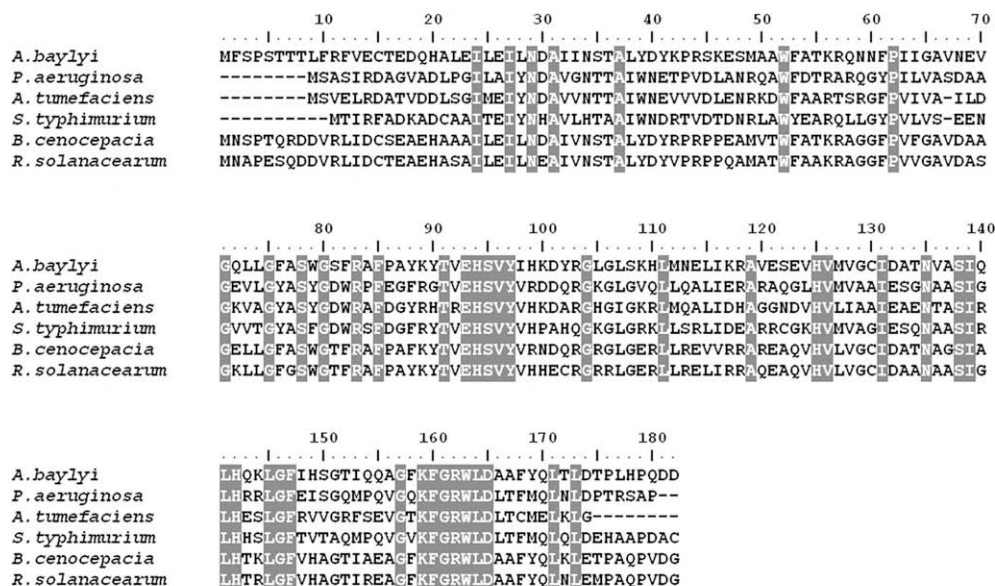 10 20 30 40 50 60 70
A.baylyi MFSPSTTTLFRFVECTEDQHALEILEILNDAIINSTALYDYKPRSKESMAAWFATKRQNNFPIIGAVNEV
P.aeruginosa --------MSASIRDAGVADLPGILAIYNDAVGNTTAIWNETPVDLANRQAWFDTRARQGYPILVASDAA
A.tumefaciens --------MSVELRDATVDDLSGIMEIYNDAVVNTTAIWNEVVVDLENRKDWFAARTSRGFPVIVA-ILD
S.typhimurium ----------MTIRFADKADCAAITEIYNHAVLHTAAIWNDRTVDTDNRLAWYEARQLLGYPVLVS-EEN
B.cenocepacia MNSPTQRDDVRLIDCSEAEHAAAILEILNDAIVNSTALYDYRPRPPEAMVTWFATKRAGGFPVFGAVDAA
R.solanacearum MNAPESQDDVRLIDCTEAEHASAILEILNEAIVNSTALYDYVPRPPQAMATWFAAKRAGGFPVVGAVDAS
80 90 100 110 120 130 140
A.baylyi GQLLGFASWGSFRAFPAYKYTVEHSVYIHKDYRGLGLSKHLMNELIKRAVESEVHVMVGCIDATNVASIQ
P.aeruginosa GEVLGYASYGDWRPFEGFRGTVEHSVYVRDDQRGKGLGVQLLQALIERARAQGLHVMVAAIESGNAASIG
A.tumefaciens GKVAGYASYGDWRAFDGYRHTREHSVYVHKDARGHGIGKRLMQALIDHAGGNDVHVLIAAIEAENTASIR
S.typhimurium GVVTGYASFGDWRSFDGFRYTVEHSVYVHPAHQGKGLGRKLLSRLIDEARRCGKHVMVAGIESQNAASIR
B.cenocepacia GELLGFASWGTFRAFPAFKYTVEHSVYVRNDQRGRGLGERLLREVVRRAREAQVHVLVGCIDATNAGSIA
R.solanacearum GKLLGFGSWGTFRAFPAYKYTVEHSVYVHHECRGRRLGERLLRELIRRAQEAQVHVLVGCIDAANAASIG
150 160 170 180
A.baylyi LHQKLGFIHSGTIQQAGFKFGRWLDAAFYQLTLDTPLHPQDD
P.aeruginosa LHRRLGFEISGQMPQVGQKFGRWLDLTFMQLNLDPTRSAP--
A.tumefaciens LHESLGFRVVGRFSEVGTKFGRWLDLTCMELKLG--------
S.typhimurium LHHSLGFTVTAQMPQVGVKFGRWLDLTFMQLQLDEHAAPDAC
B.cenocepacia LHTKLGFVHAGTIAEAGFKFGRWLDAAFYQLKLETPAQPVDG
R.solanacearum LHTRLGFVHAGTIREAGFKFGRWLDAAFYQLNLEMPAQPVDG